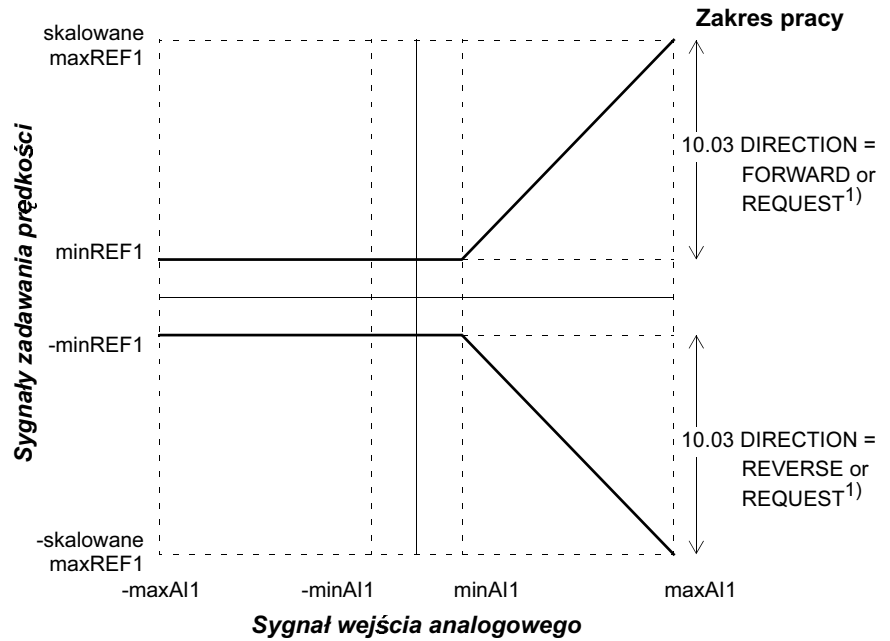 Zakres pracy
skalowane
maxREF1
10.03 DIRECTION =
FORWARD or
REQUEST1)
Sygnały zadawania prędkości
minREF1
-minREF1
10.03 DIRECTION =
REVERSE or
REQUEST1)
-skalowane
maxREF1
-maxAI1
-minAI1
minAI1
maxAI1
Sygnał wejścia analogowego